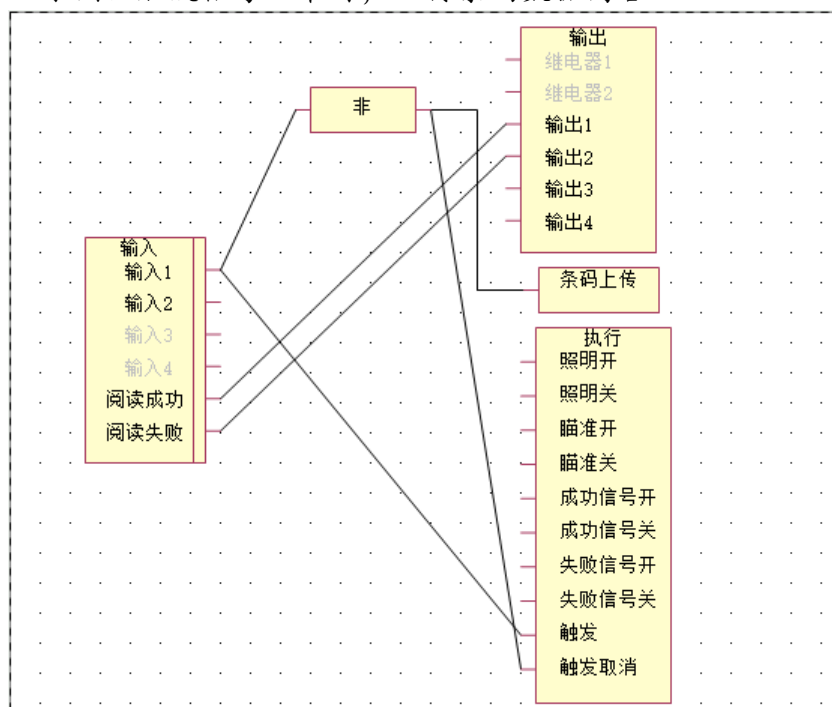 输出
继电器1
继电器2
输出1
输出2
输出3
输出4
非
输入
输入1
输入2
输入3
输入4
阅读成功
阅读失败
条码上传
执行
照明开
照明关
瞄准开
瞄准关
成功信号开
成功信号关
失败信号开
失败信号关
触发
触发取消